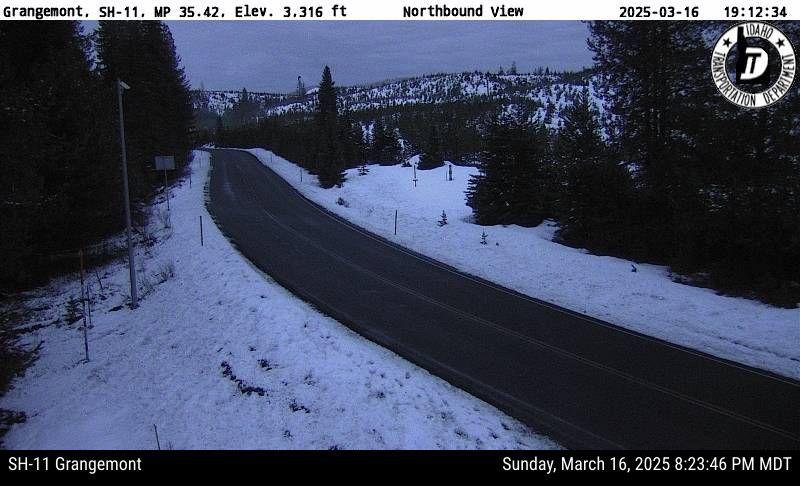 Grangemont, SH-11, MP 35.42, Elev. 3,316 ft Northbound View 2025-03-16 19:12:34
IDAHO
TRANSPORTATION DEPARTMENT
SH-11 Grangemont Sunday, March 16, 2025 8:23:46 PM MDT